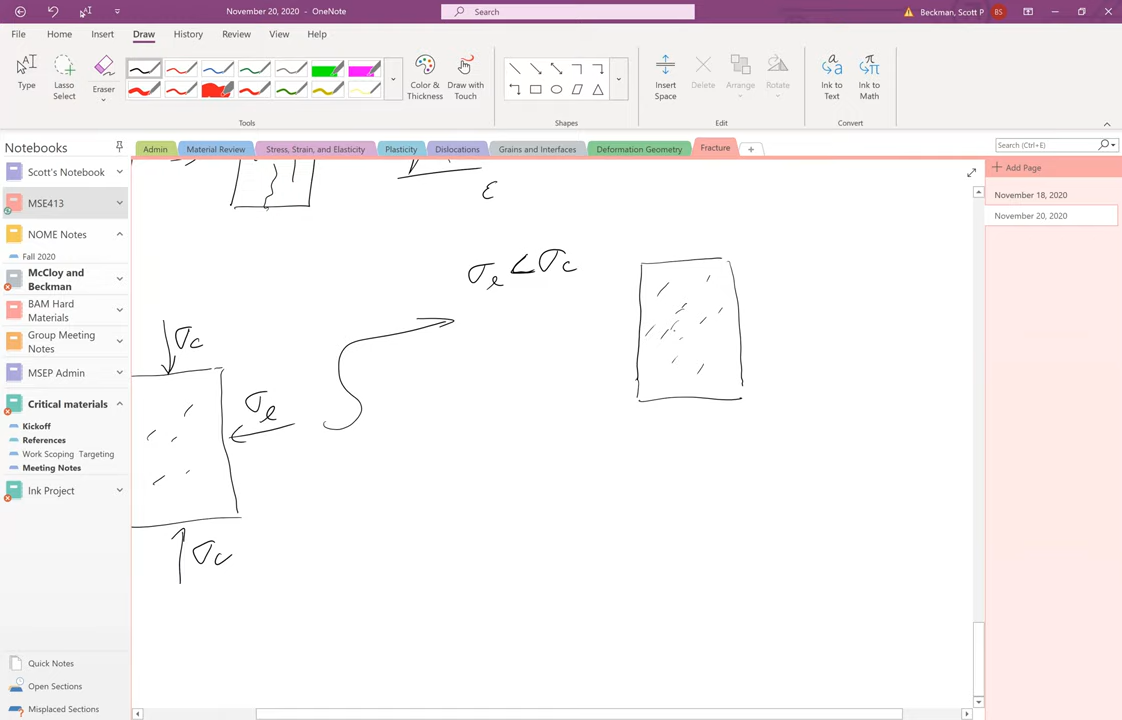 November 20, 2020 - OneNote
Search
Beckman, Scott P
BS
File Home Insert Draw History Review View Help
Type
Lasso Select
Eraser
Color & Thickness
Draw with Touch
Insert Space
Delete
Arrange
Rotate
Ink to Text
Ink to Math
Tools
Shapes
Edit
Convert
Notebooks
Admin
Material Review
Stress, Strain, and Elasticity
Plasticity
Dislocations
Grains and Interfaces
Deformation Geometry
Fracture
Search (Ctrl+E)
Add Page
November 18, 2020
November 20, 2020
Scott's Notebook
MSE413
NOME Notes
Fall 2020
McCloy and Beckman
BAM Hard Materials
Group Meeting Notes
MSEP Admin
Critical materials
Kickoff
References
Work Scoping Targeting
Meeting Notes
Ink Project
Quick Notes
Open Sections
Misplaced Sections
ε
σℓ < σc
σc
σℓ
σc